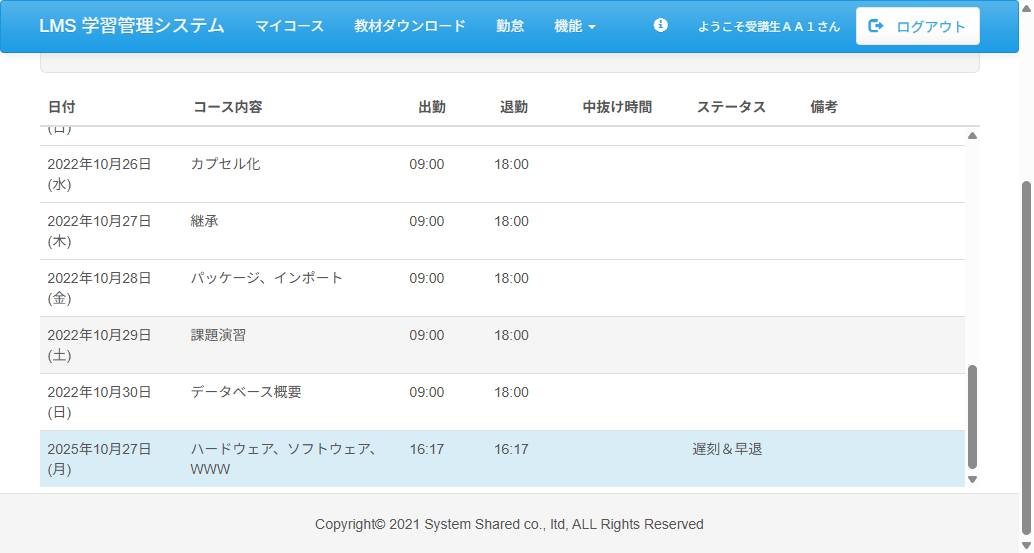 LMS 学習管理システム マイコース 教材ダウンロード 勤怠 機能 ようこそ受講生ＡＡ１さん ログアウト
日付 コース内容 出勤 退勤 中抜け時間 ステータス 備考
(日)
2022年10月26日 カプセル化 09:00 18:00
(水)
2022年10月27日 継承 09:00 18:00
(木)
2022年10月28日 パッケージ、インポート 09:00 18:00
(金)
2022年10月29日 課題演習 09:00 18:00
(土)
2022年10月30日 データベース概要 09:00 18:00
(日)
2025年10月27日 ハードウェア、ソフトウェア、 16:17 16:17 遅刻＆早退
(月) WWW
Copyright© 2021 System Shared co., ltd, ALL Rights Reserved